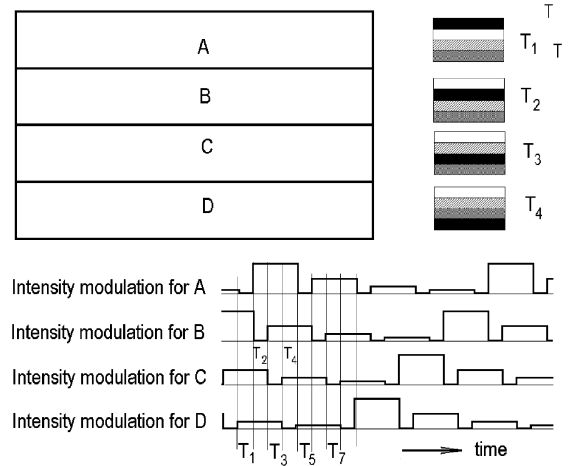 A
B
C
D
T
T1
T
T2
T3
T4
Intensity modulation for A
Intensity modulation for B
T2 T4
Intensity modulation for C
Intensity modulation for D
T1 T3 T5 T7
time